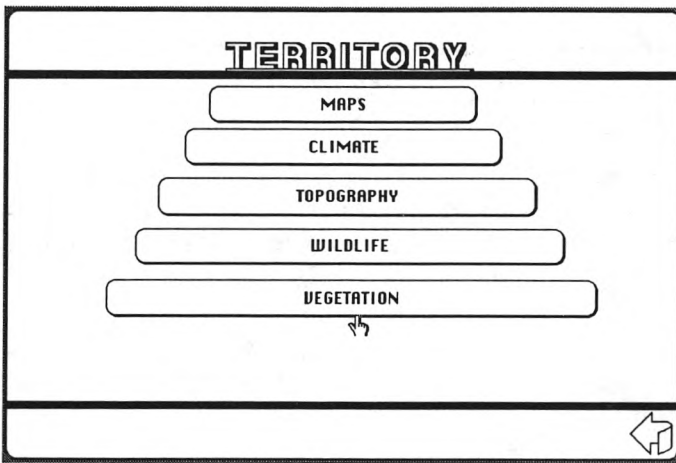 TERRITORY
MAPS
CLIMATE
TOPOGRAPHY
WILDLIFE
VEGETATION